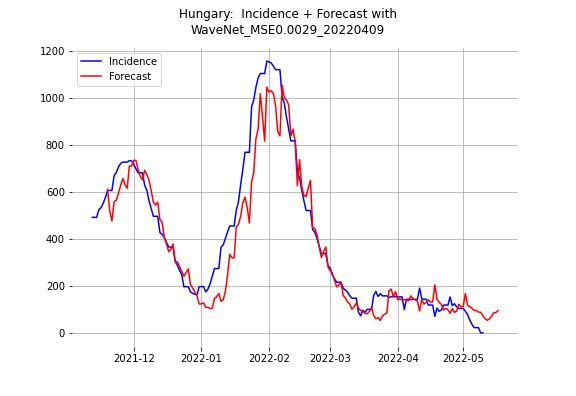 Hungary:  Incidence + Forecast with
WaveNet_MSE0.0029_20220409
1200
1000
800
600
400
200
0
Incidence
Forecast
2021-12 2022-01 2022-02 2022-03 2022-04 2022-05